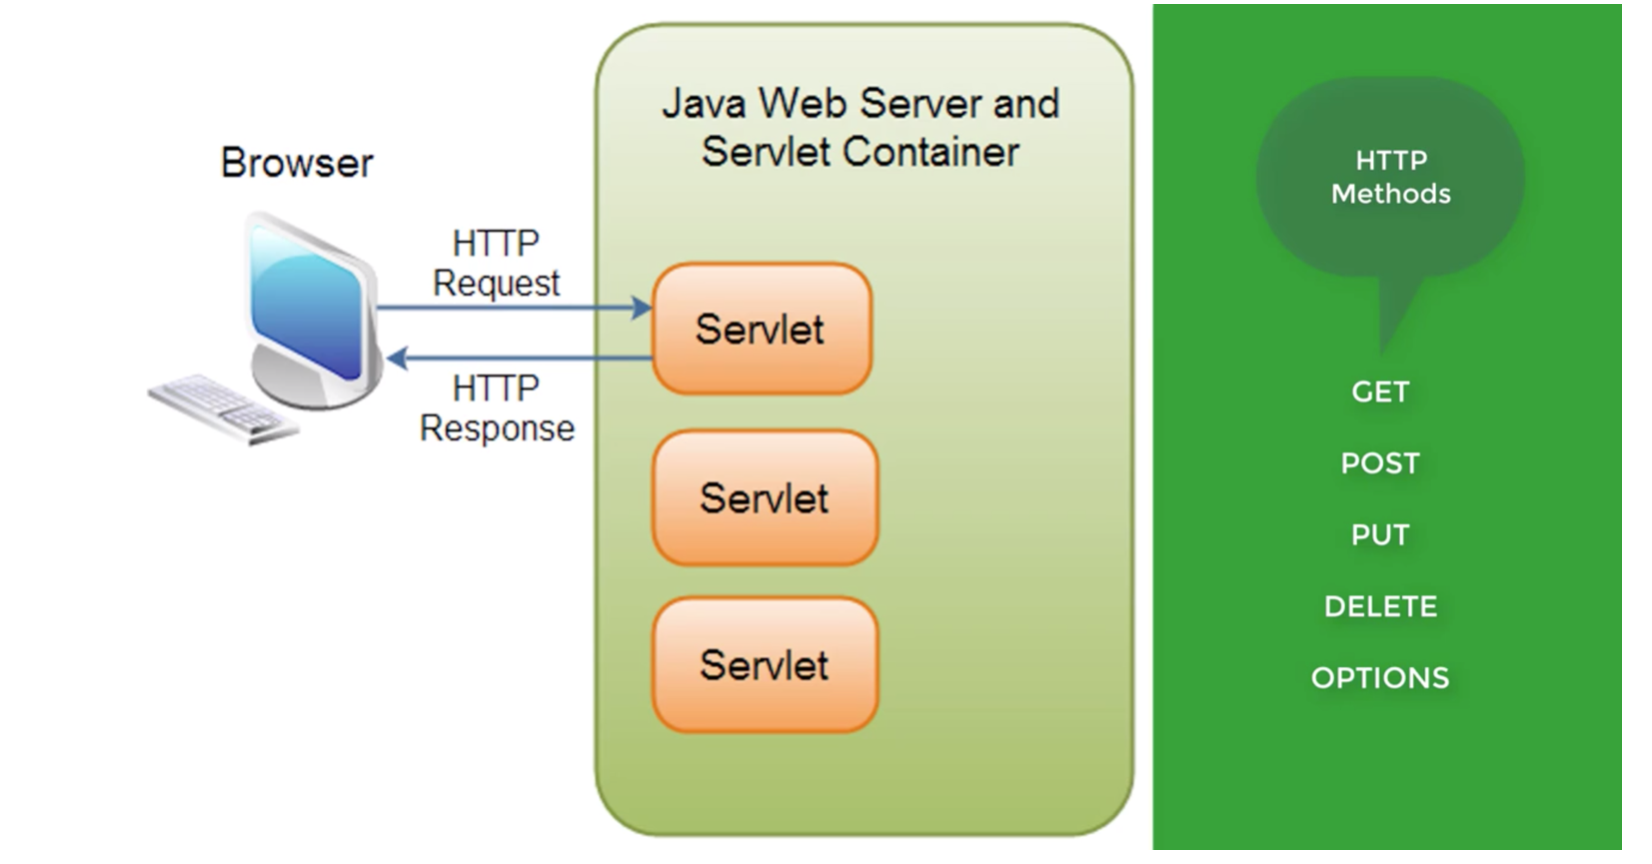 Browser
HTTP
Request
HTTP
Response
Java Web Server and
Servlet Container
Servlet
Servlet
Servlet
HTTP
Methods
GET
POST
PUT
DELETE
OPTIONS